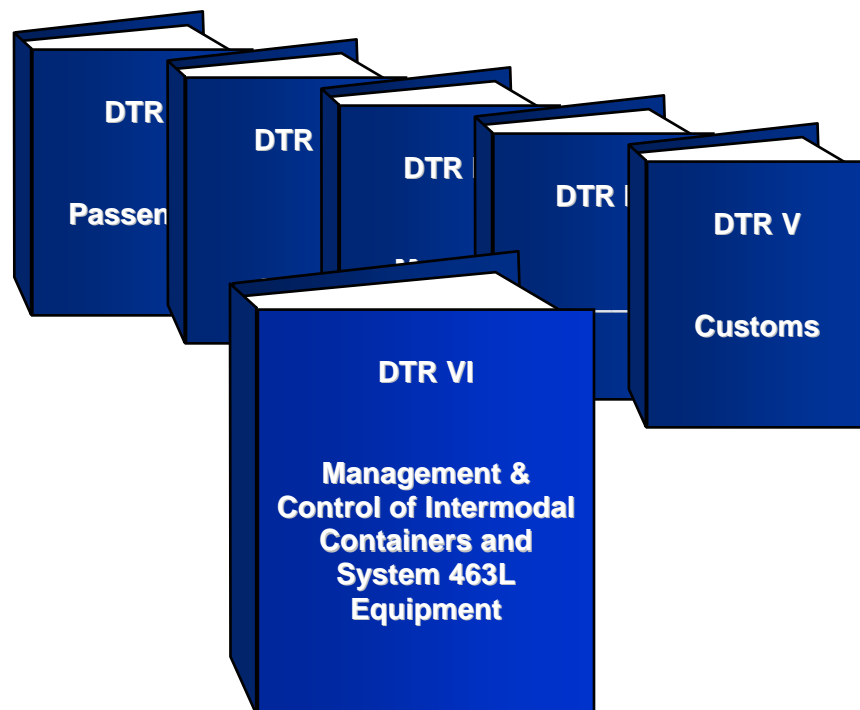 DTR
Passen
DTR
DTR
DTR
DTR V
Customs
DTR VI
Management &
Control of Intermodal
Containers and
System 463L
Equipment